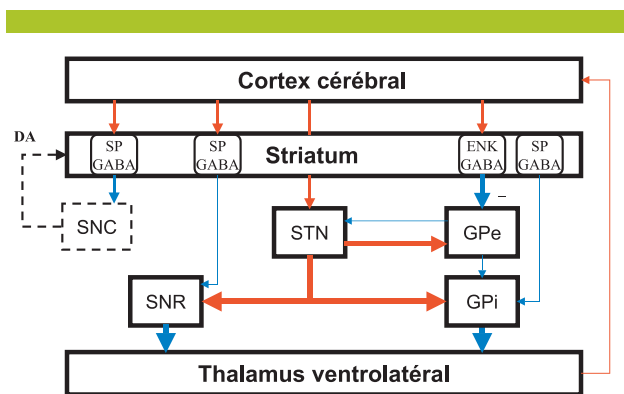 Cortex cérébral
DA
SP
GABA
SP
GABA
Striatum
ENK
GABA
SP
GABA
–
SNC
STN
GPe
SNR
GPi
Thalamus ventrolatéral